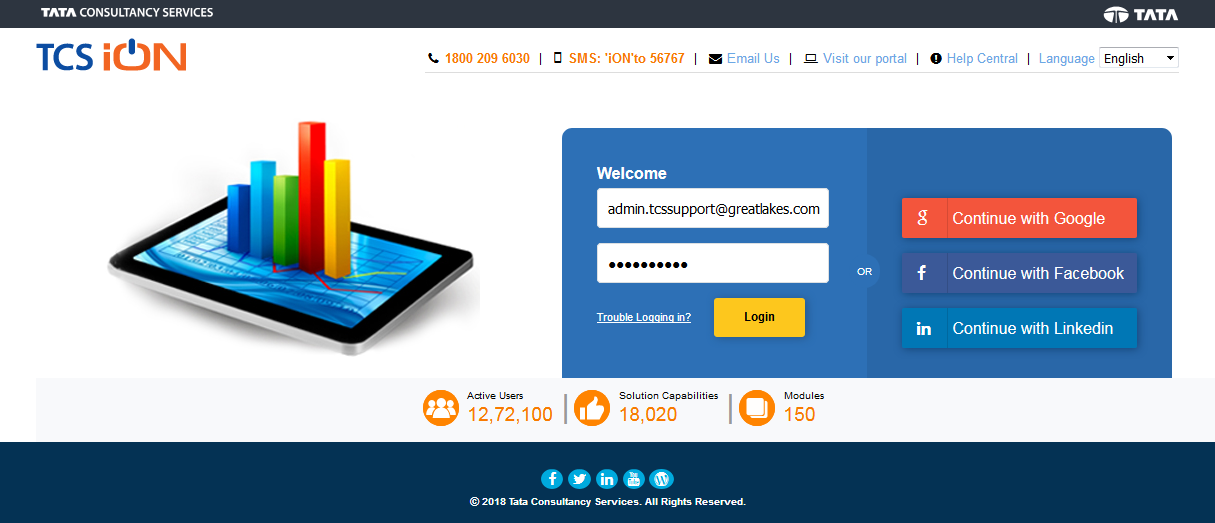 TATA CONSULTANCY SERVICES
TATA
TCS iON
1800 209 6030 | SMS: 'iON'to 56767 | Email Us | Visit our portal | Help Central | Language English
Welcome
admin.tcssupport@greatlakes.com
●●●●●●●●●●
Trouble Logging in?
Login
OR
g Continue with Google
f Continue with Facebook
in Continue with Linkedin
Active Users
12,72,100
Solution Capabilities
18,020
Modules
150
© 2018 Tata Consultancy Services. All Rights Reserved.